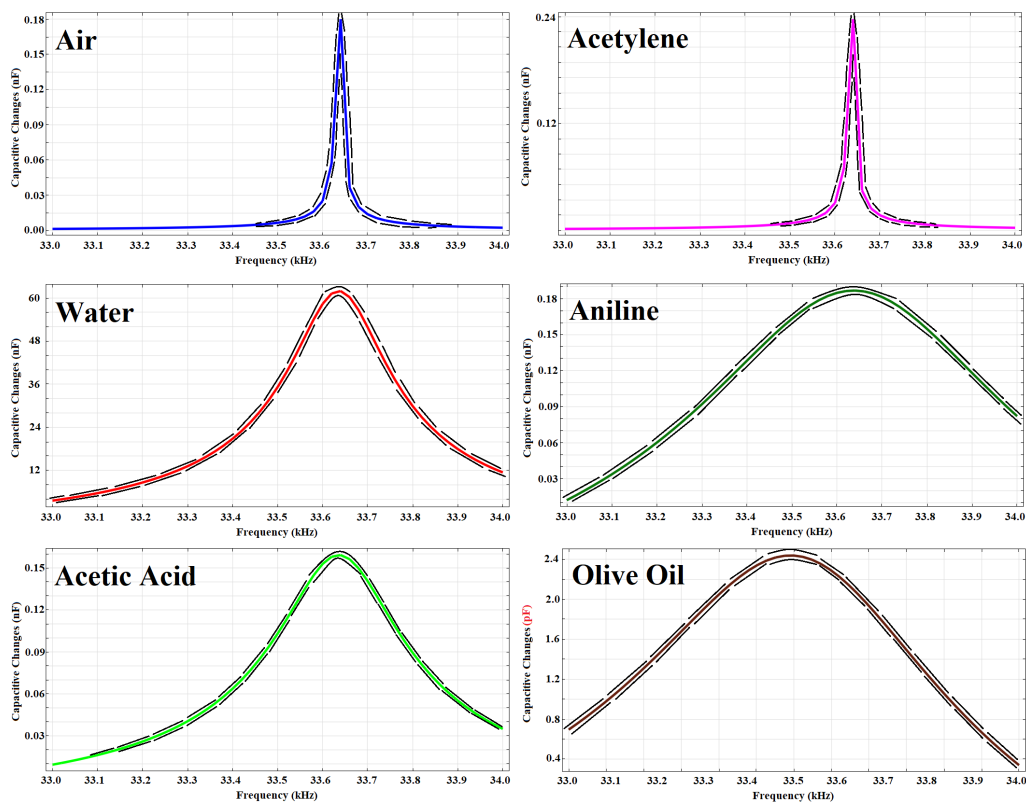 Air
Capacitive Changes (nF)
0.18
0.15
0.12
0.09
0.06
0.03
0.00
33.0 33.1 33.2 33.3 33.4 33.5 33.6 33.7 33.8 33.9 34.0
Frequency (kHz)
Acetylene
Capacitive Changes (nF)
0.24
0.12
33.0 33.1 33.2 33.3 33.4 33.5 33.6 33.7 33.8 33.9 34.0
Frequency (kHz)
Water
Capacitive Changes (nF)
60
48
36
24
12
33.0 33.1 33.2 33.3 33.4 33.5 33.6 33.7 33.8 33.9 34.0
Frequency (kHz)
Aniline
Capacitive Changes (nF)
0.18
0.15
0.12
0.09
0.06
0.03
33.0 33.1 33.2 33.3 33.4 33.5 33.6 33.7 33.8 33.9 34.0
Frequency (kHz)
Acetic Acid
Capacitive Changes (nF)
0.15
0.12
0.09
0.06
0.03
33.0 33.1 33.2 33.3 33.4 33.5 33.6 33.7 33.8 33.9 34.0
Frequency (kHz)
Olive Oil
Capacitive Changes (pF)
2.4
2.0
1.6
1.2
0.8
0.4
33.0 33.1 33.2 33.3 33.4 33.5 33.6 33.7 33.8 33.9 34.0
Frequency (kHz)